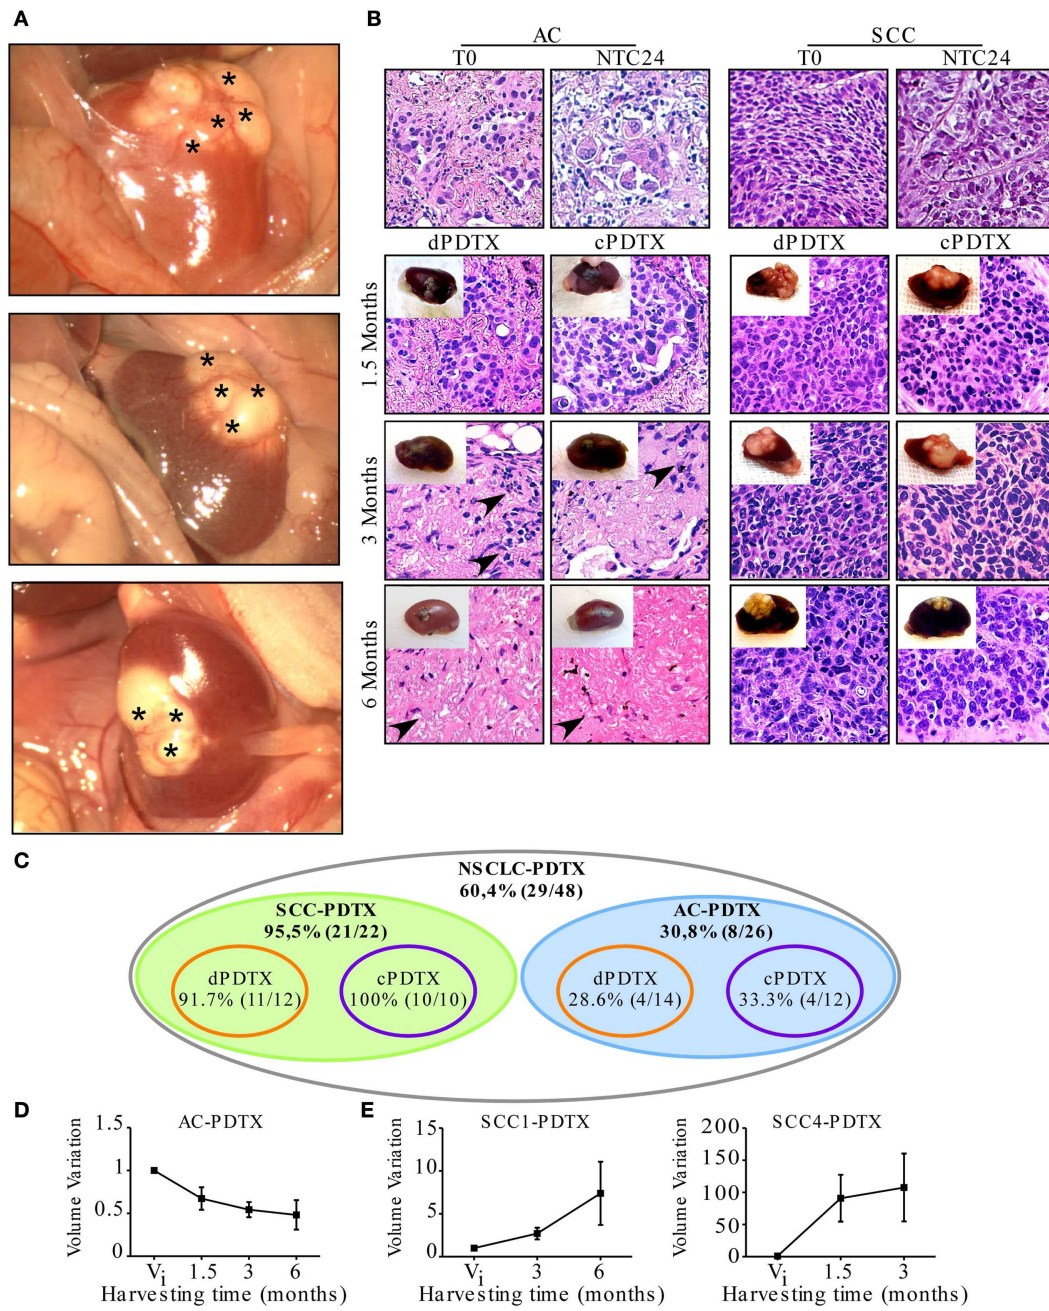 A
B
AC
SCC
T0
NTC24
T0
NTC24
dPDTX
cPDTX
dPDTX
cPDTX
1.5 Months
3 Months
6 Months
* * * *
* * * *
* * *
C
NSCLC-PDTX
60,4% (29/48)
SCC-PDTX
95,5% (21/22)
AC-PDTX
30,8% (8/26)
dPDTX
91.7% (11/12)
cPDTX
100% (10/10)
dPDTX
28.6% (4/14)
cPDTX
33.3% (4/12)
D
AC-PDTX
Volume Variation
1.5
1
0.5
0
Vi
1.5
3
6
Harvesting time (months)
E
SCC1-PDTX
Volume Variation
15
10
5
0
Vi
3
6
Harvesting time (months)
SCC4-PDTX
Volume Variation
200
150
100
50
0
Vi
1.5
3
Harvesting time (months)